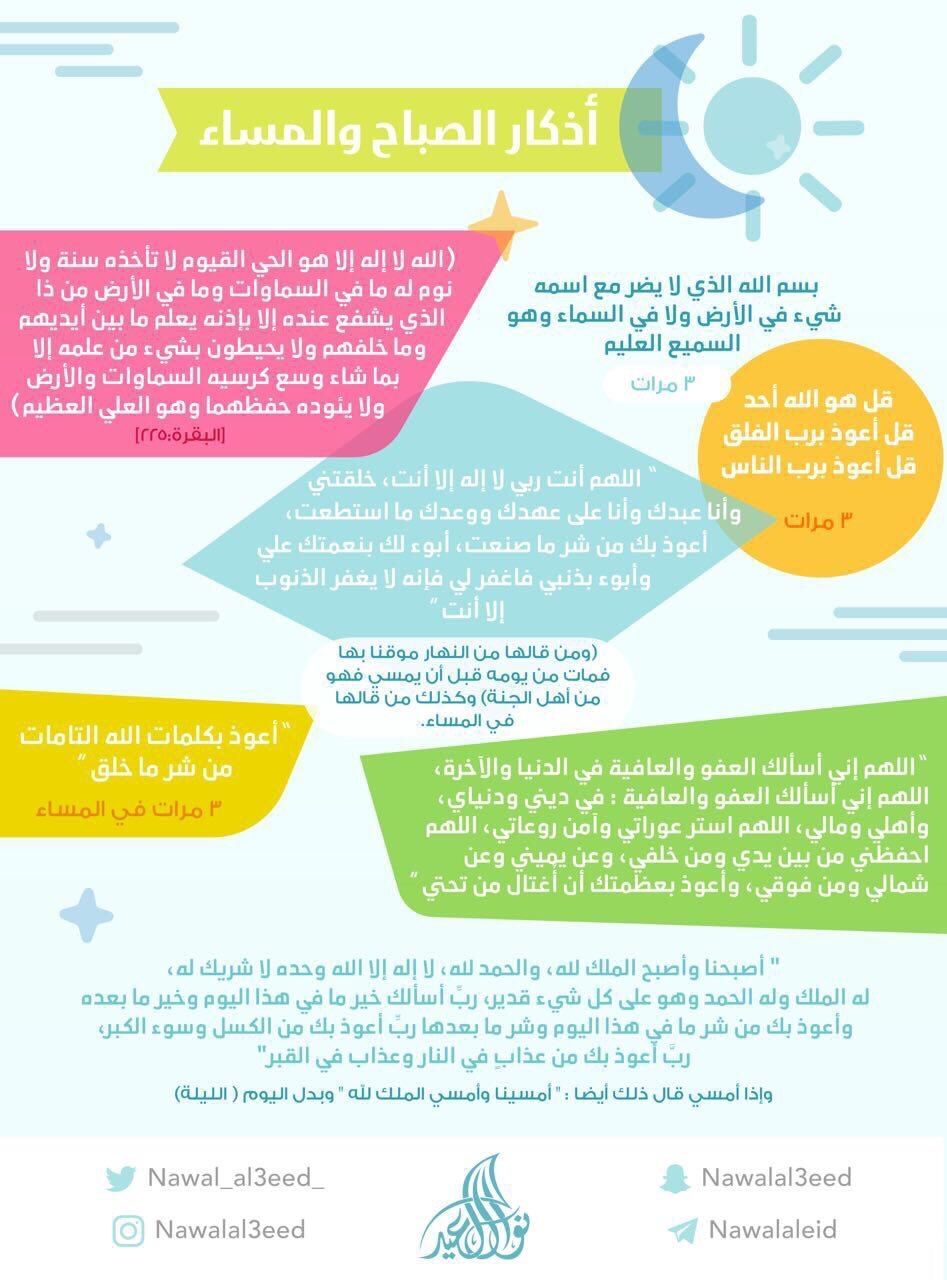 أذكار الصباح والمساء
(الله لا إله إلا هو الحي القيوم لا تأخذه سنة ولا
نوم له ما في السماوات وما في الأرض من ذا
الذي يشفع عنده إلا بإذنه يعلم ما بين أيديهم
وما خلفهم ولا يحيطون بشيء من علمه إلا
بما شاء وسع كرسيه السماوات والأرض
ولا يئوده حفظهما وهو العلي العظيم)
[البقرة:٢٢٥]
بسم الله الذي لا يضر مع اسمه
شيء في الأرض ولا في السماء وهو
السميع العليم
٣ مرات
قل هو الله أحد
قل أعوذ برب الفلق
قل أعوذ برب الناس
٣ مرات
" اللهم أنت ربي لا إله إلا أنت، خلقتني
وأنا عبدك وأنا على عهدك ووعدك ما استطعت،
أعوذ بك من شر ما صنعت، أبوء لك بنعمتك علي
وأبوء بذنبي فاغفر لي فإنه لا يغفر الذنوب
إلا أنت "
(ومن قالها من النهار موقنا بها
فمات من يومه قبل أن يمسي فهو
من أهل الجنة) وكذلك من قالها
في المساء.
"أعوذ بكلمات الله التامات
من شر ما خلق "
٣ مرات في المساء
"اللهم إني أسألك العفو والعافية في الدنيا والآخرة،
اللهم إني أسألك العفو والعافية : في ديني ودنياي،
وأهلي ومالي، اللهم استر عوراتي وآمن روعاتي، اللهم
احفظني من بين يدي ومن خلفي، وعن يميني وعن
شمالي ومن فوقي، وأعوذ بعظمتك أن أغتال من تحتي "
" أصبحنا وأصبح الملك لله، والحمد لله، لا إله إلا الله وحده لا شريك له،
له الملك وله الحمد وهو على كل شيء قدير، ربِّ أسألك خير ما في هذا اليوم وخير ما بعده
وأعوذ بك من شر ما في هذا اليوم وشر ما بعدها ربِّ أعوذ بك من الكسل وسوء الكبر،
ربَّ أعوذ بك من عذابٍ في النار وعذاب في القبر"
وإذا أمسي قال ذلك أيضا : " أمسينا وأمسي الملك لله " وبدل اليوم ( الليلة)
Nawal_al3eed_
Nawalal3eed
نوال العيد
Nawalal3eed
Nawalaleid